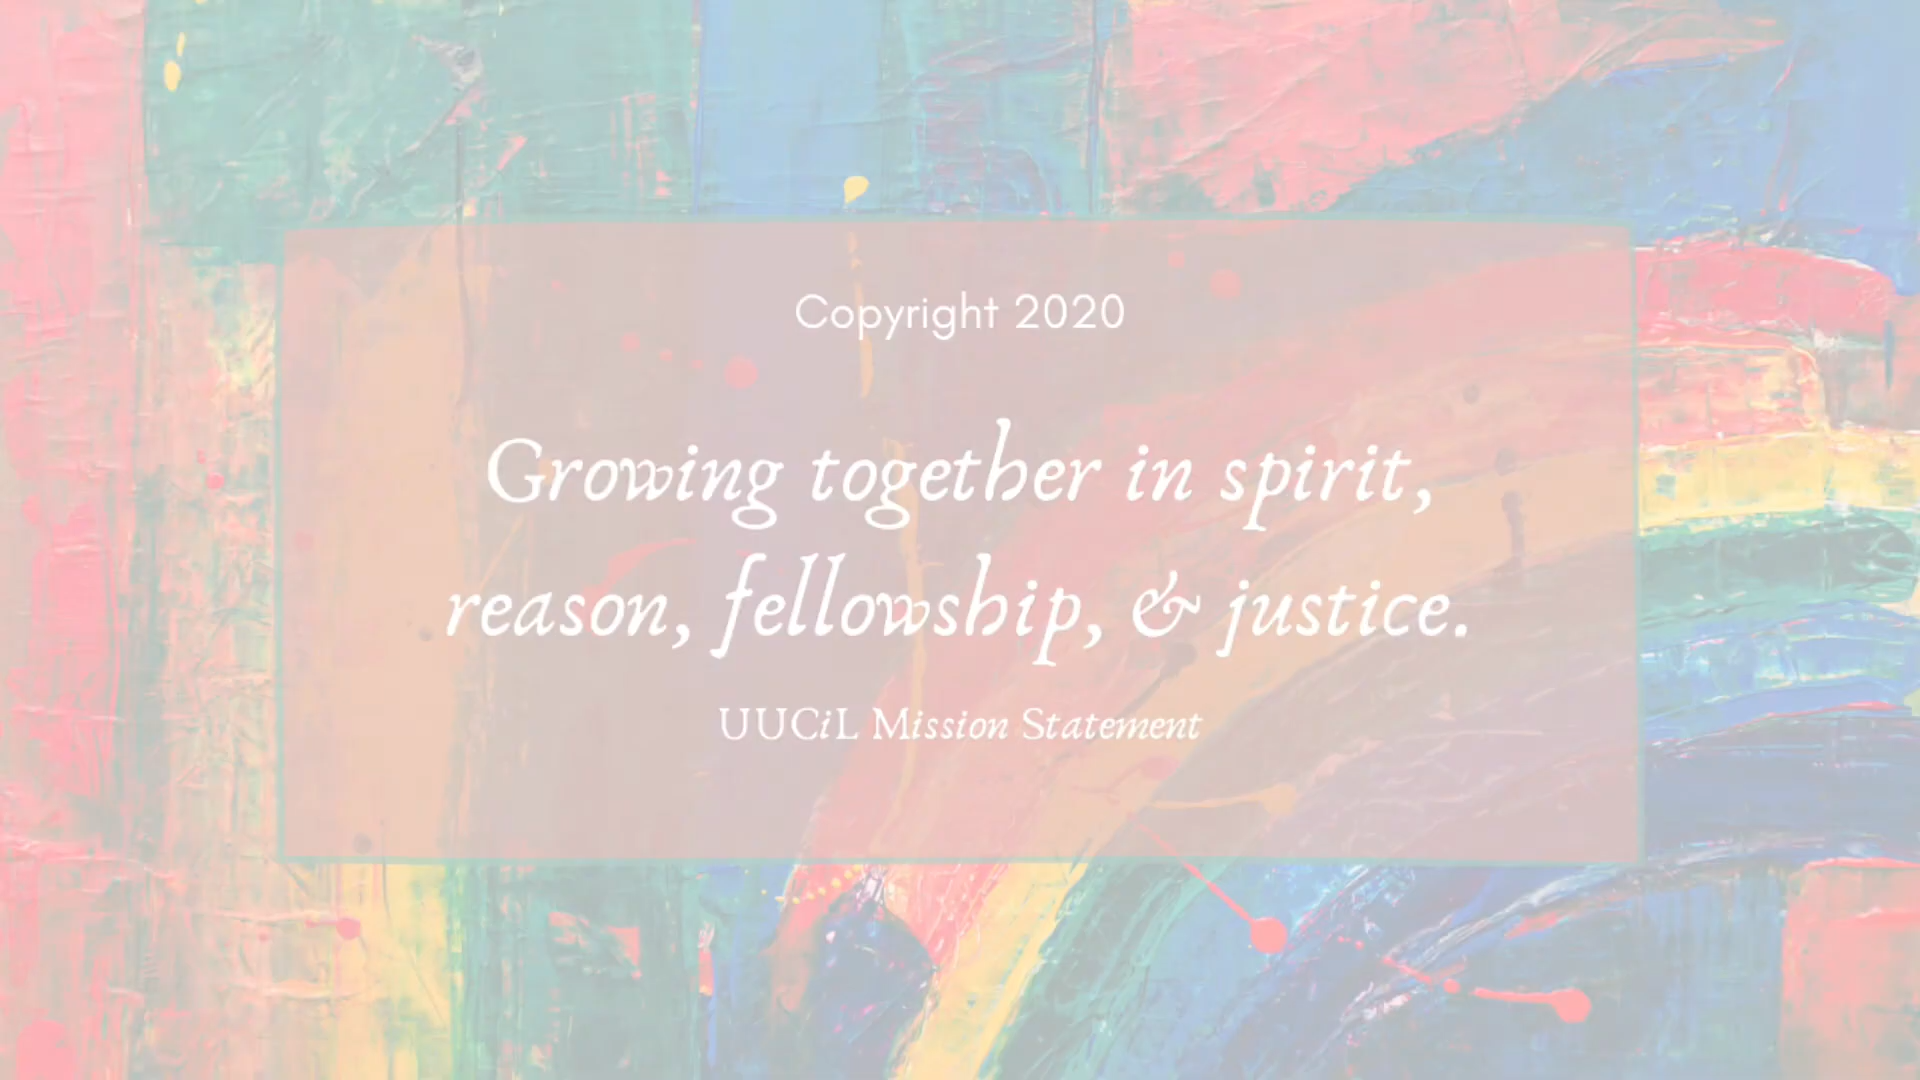 Copyright 2020
Growing together in spirit,
reason, fellowship, & justice.
UUCiL Mission Statement